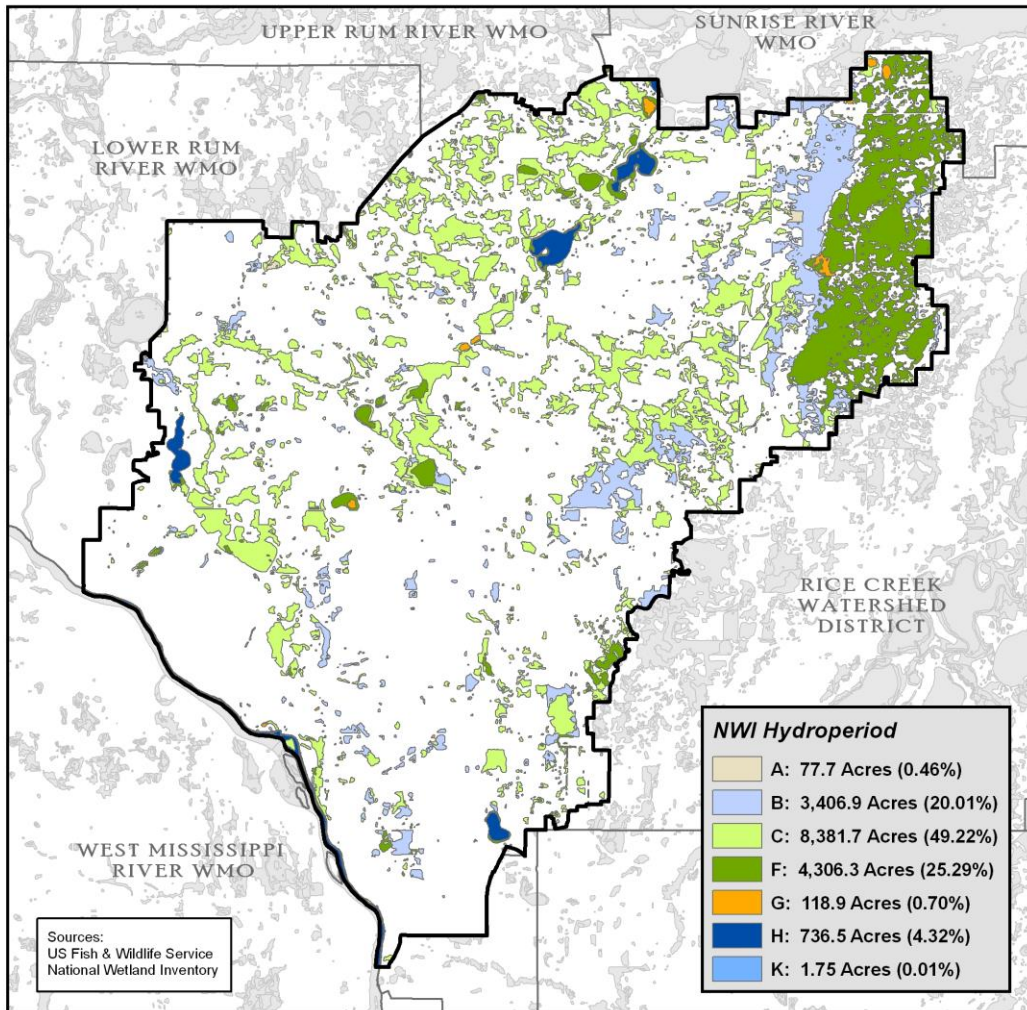 UPPER RUM RIVER WMO
SUNRISE RIVER
WMO
LOWER RUM
RIVER WMO
RICE CREEK
WATERSHED
DISTRICT
WEST MISSISSIPPI
RIVER WMO
NWI Hydroperiod
A: 77.7 Acres (0.46%)
B: 3,406.9 Acres (20.01%)
C: 8,381.7 Acres (49.22%)
F: 4,306.3 Acres (25.29%)
G: 118.9 Acres (0.70%)
H: 736.5 Acres (4.32%)
K: 1.75 Acres (0.01%)
Sources:
US Fish & Wildlife Service
National Wetland Inventory